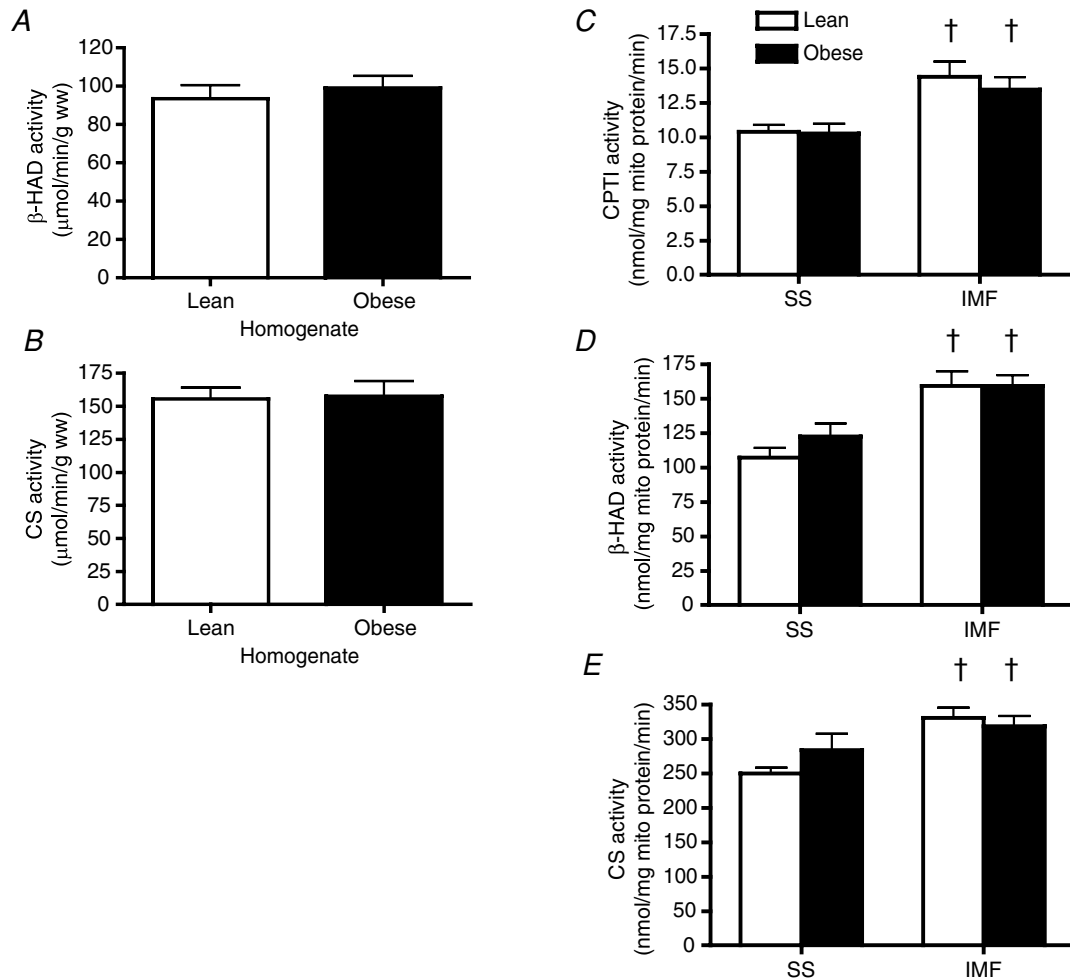 A
120
100
80
60
40
20
0
β-HAD activity
(μmol/min/g ww)
Lean Obese
Homogenate
B
175
150
125
100
75
50
25
0
CS activity
(μmol/min/g ww)
Lean Obese
Homogenate
C
Lean
Obese
† †
17.5
15.0
12.5
10.0
7.5
5.0
2.5
0.0
CPTI activity
(nmol/mg mito protein/min)
SS IMF
D
† †
175
150
125
100
75
50
25
0
β-HAD activity
(nmol/mg mito protein/min)
SS IMF
E
† †
350
300
250
200
150
100
50
0
CS activity
(nmol/mg mito protein/min)
SS IMF